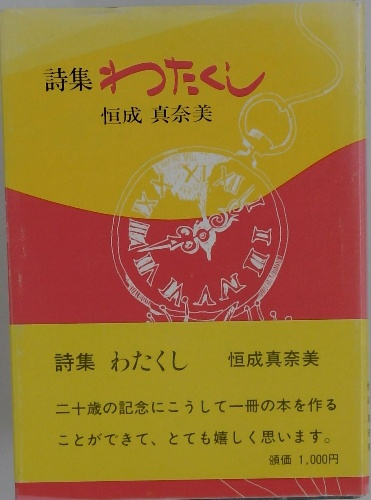 詩集 わたくし
恒成 真奈美
詩集 わたくし 恒成真奈美
二十歳の記念にこうして一冊の本を作る
ことができて、とても嬉しく思います。
頒価 1,000円